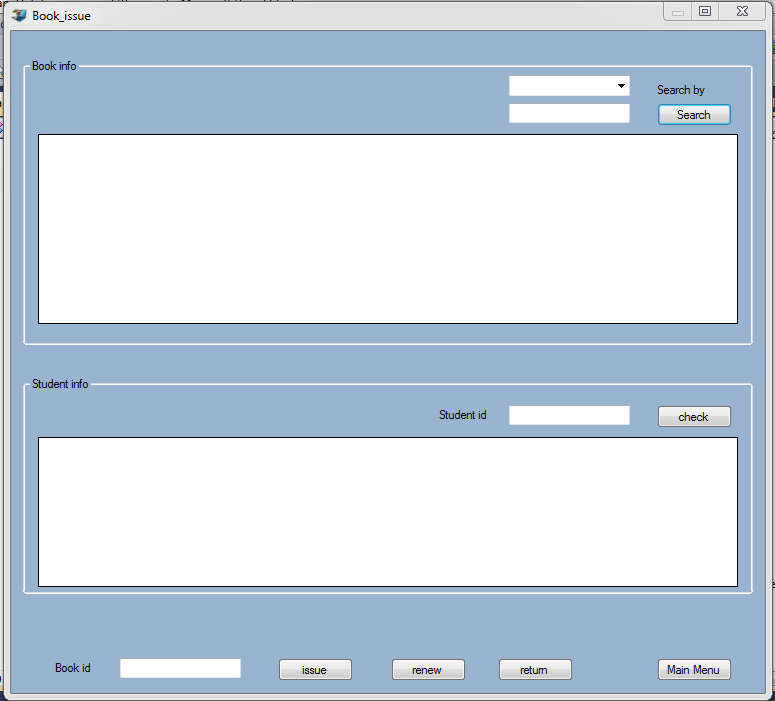 Book_issue
Book info
Search by
Search
Student info
Student id
check
Book id
issue
renew
return
Main Menu